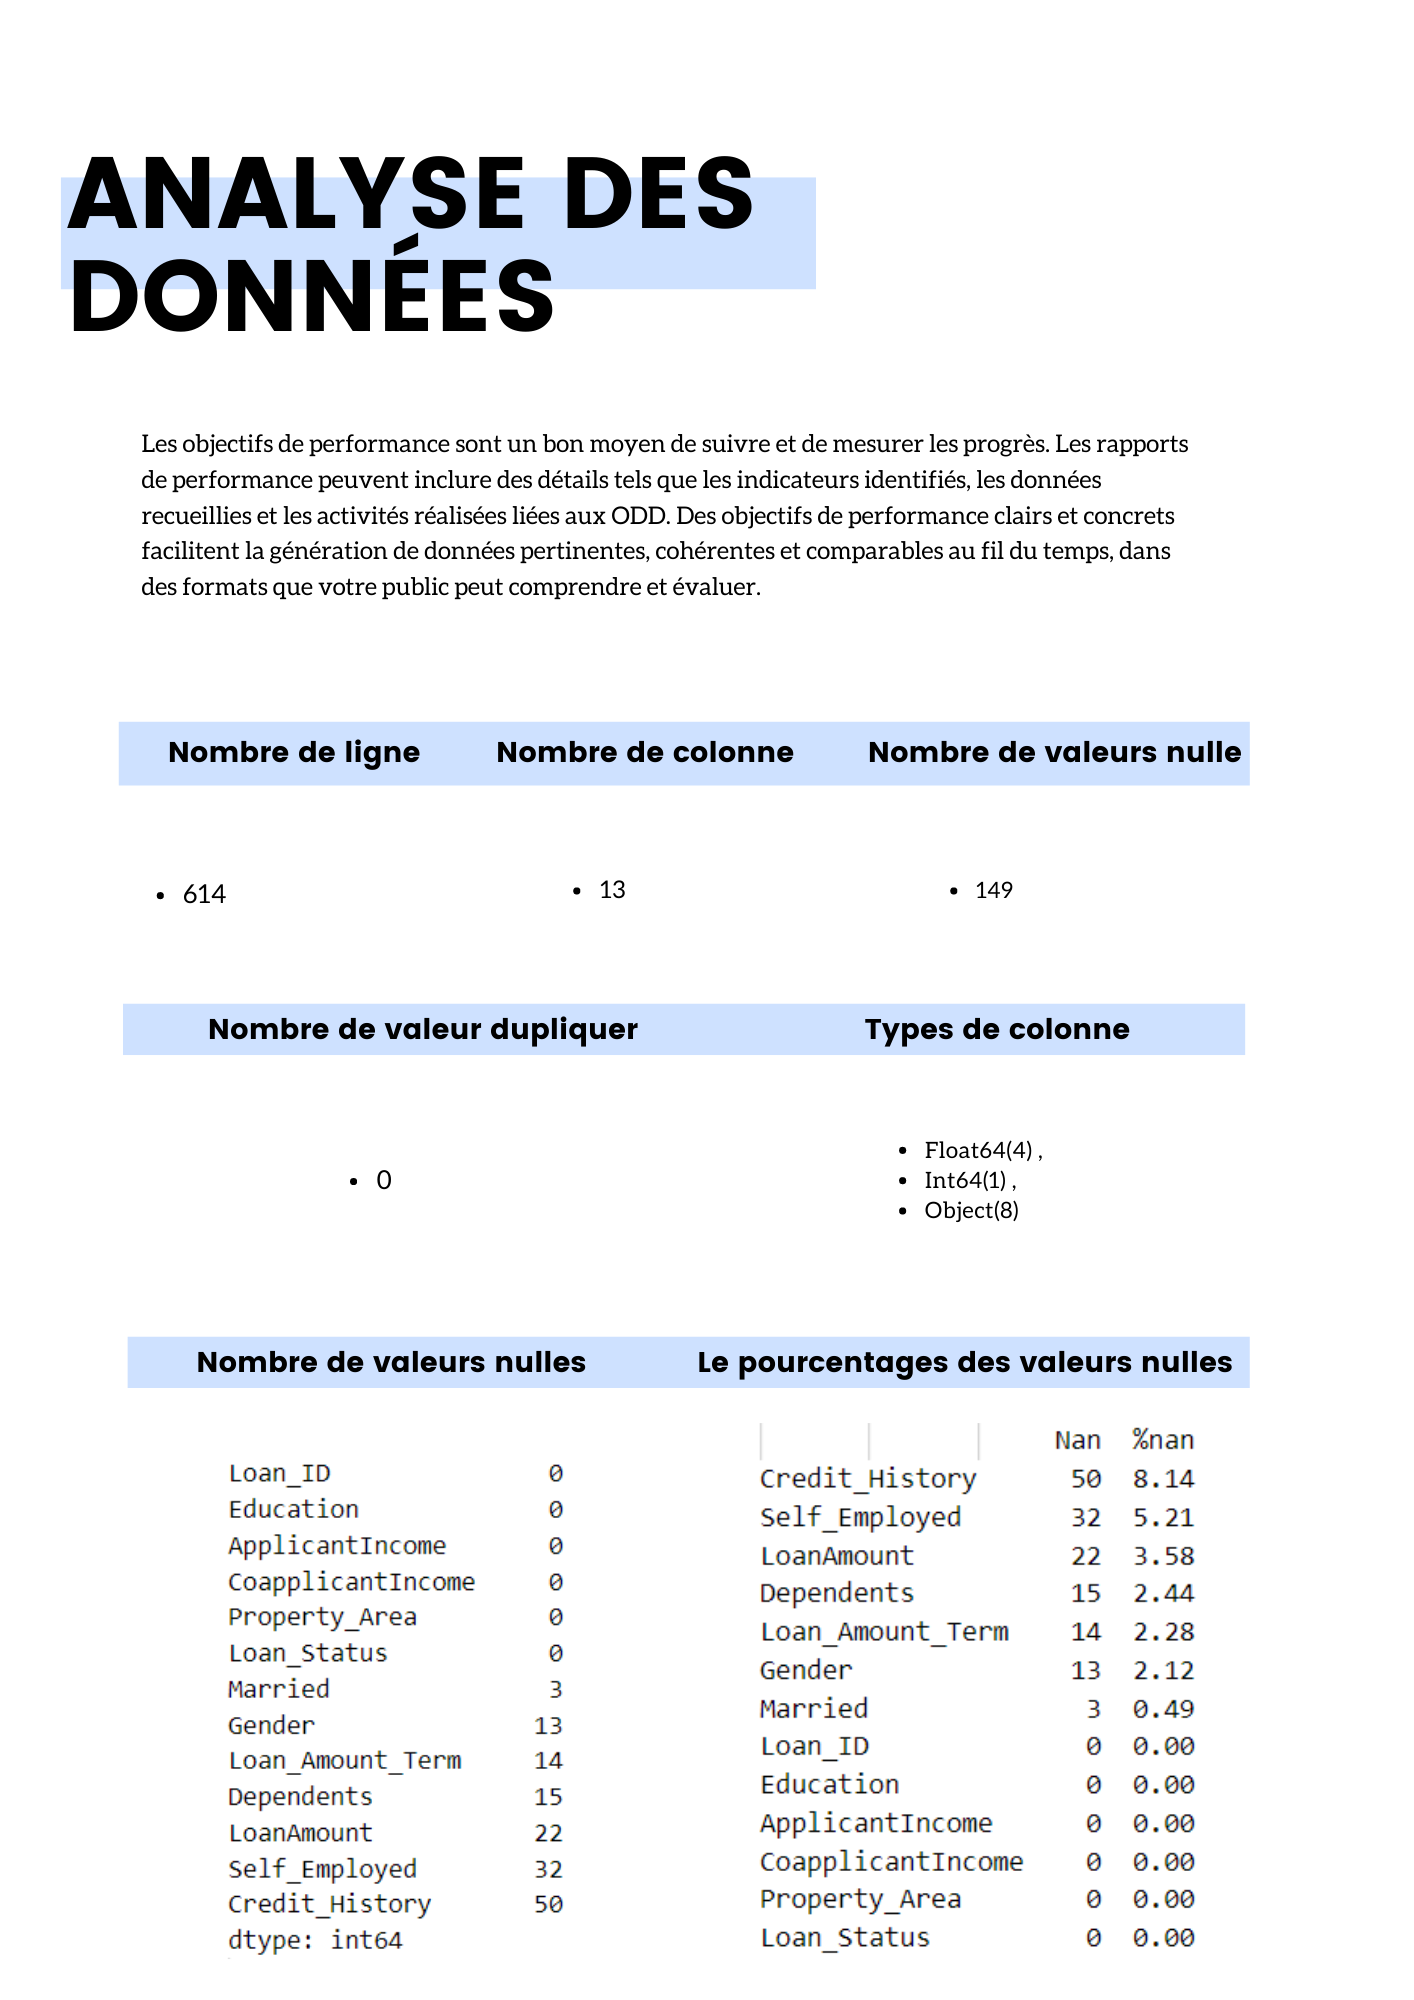 ANALYSE DES
DONNÉES
Les objectifs de performance sont un bon moyen de suivre et de mesurer les progrès. Les rapports
de performance peuvent inclure des détails tels que les indicateurs identifiés, les données
recueillies et les activités réalisées liées aux ODD. Des objectifs de performance clairs et concrets
facilitent la génération de données pertinentes, cohérentes et comparables au fil du temps, dans
des formats que votre public peut comprendre et évaluer.
Nombre de ligne Nombre de colonne Nombre de valeurs nulle
• 614 • 13 • 149
Nombre de valeur dupliquer Types de colonne
• 0
• Float64(4) ,
• Int64(1) ,
• Object(8)
Nombre de valeurs nulles Le pourcentages des valeurs nulles
Loan_ID 0
Education 0
ApplicantIncome 0
CoapplicantIncome 0
Property_Area 0
Loan_Status 0
Married 3
Gender 13
Loan_Amount_Term 14
Dependents 15
LoanAmount 22
Self_Employed 32
Credit_History 50
dtype: int64
Nan %nan
Credit_History 50 8.14
Self_Employed 32 5.21
LoanAmount 22 3.58
Dependents 15 2.44
Loan_Amount_Term 14 2.28
Gender 13 2.12
Married 3 0.49
Loan_ID 0 0.00
Education 0 0.00
ApplicantIncome 0 0.00
CoapplicantIncome 0 0.00
Property_Area 0 0.00
Loan_Status 0 0.00